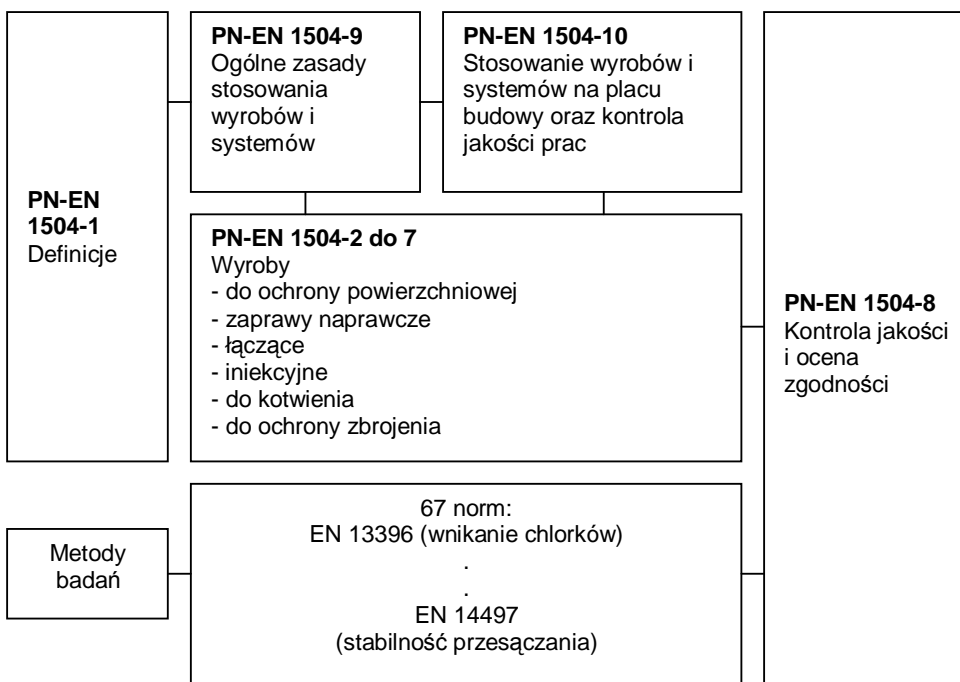 PN-EN
1504-1
Definicje
PN-EN 1504-9
Ogólne zasady
stosowania
wyrobów i
systemów
PN-EN 1504-10
Stosowanie wyrobów i
systemów na placu
budowy oraz kontrola
jakości prac
PN-EN 1504-2 do 7
Wyroby
- do ochrony powierzchniowej
- zaprawy naprawcze
- łączące
- iniekcyjne
- do kotwienia
- do ochrony zbrojenia
PN-EN 1504-8
Kontrola jakości
i ocena
zgodności
Metody
badań
67 norm:
EN 13396 (wnikanie chlorków)
.
.
EN 14497
(stabilność przesączania)